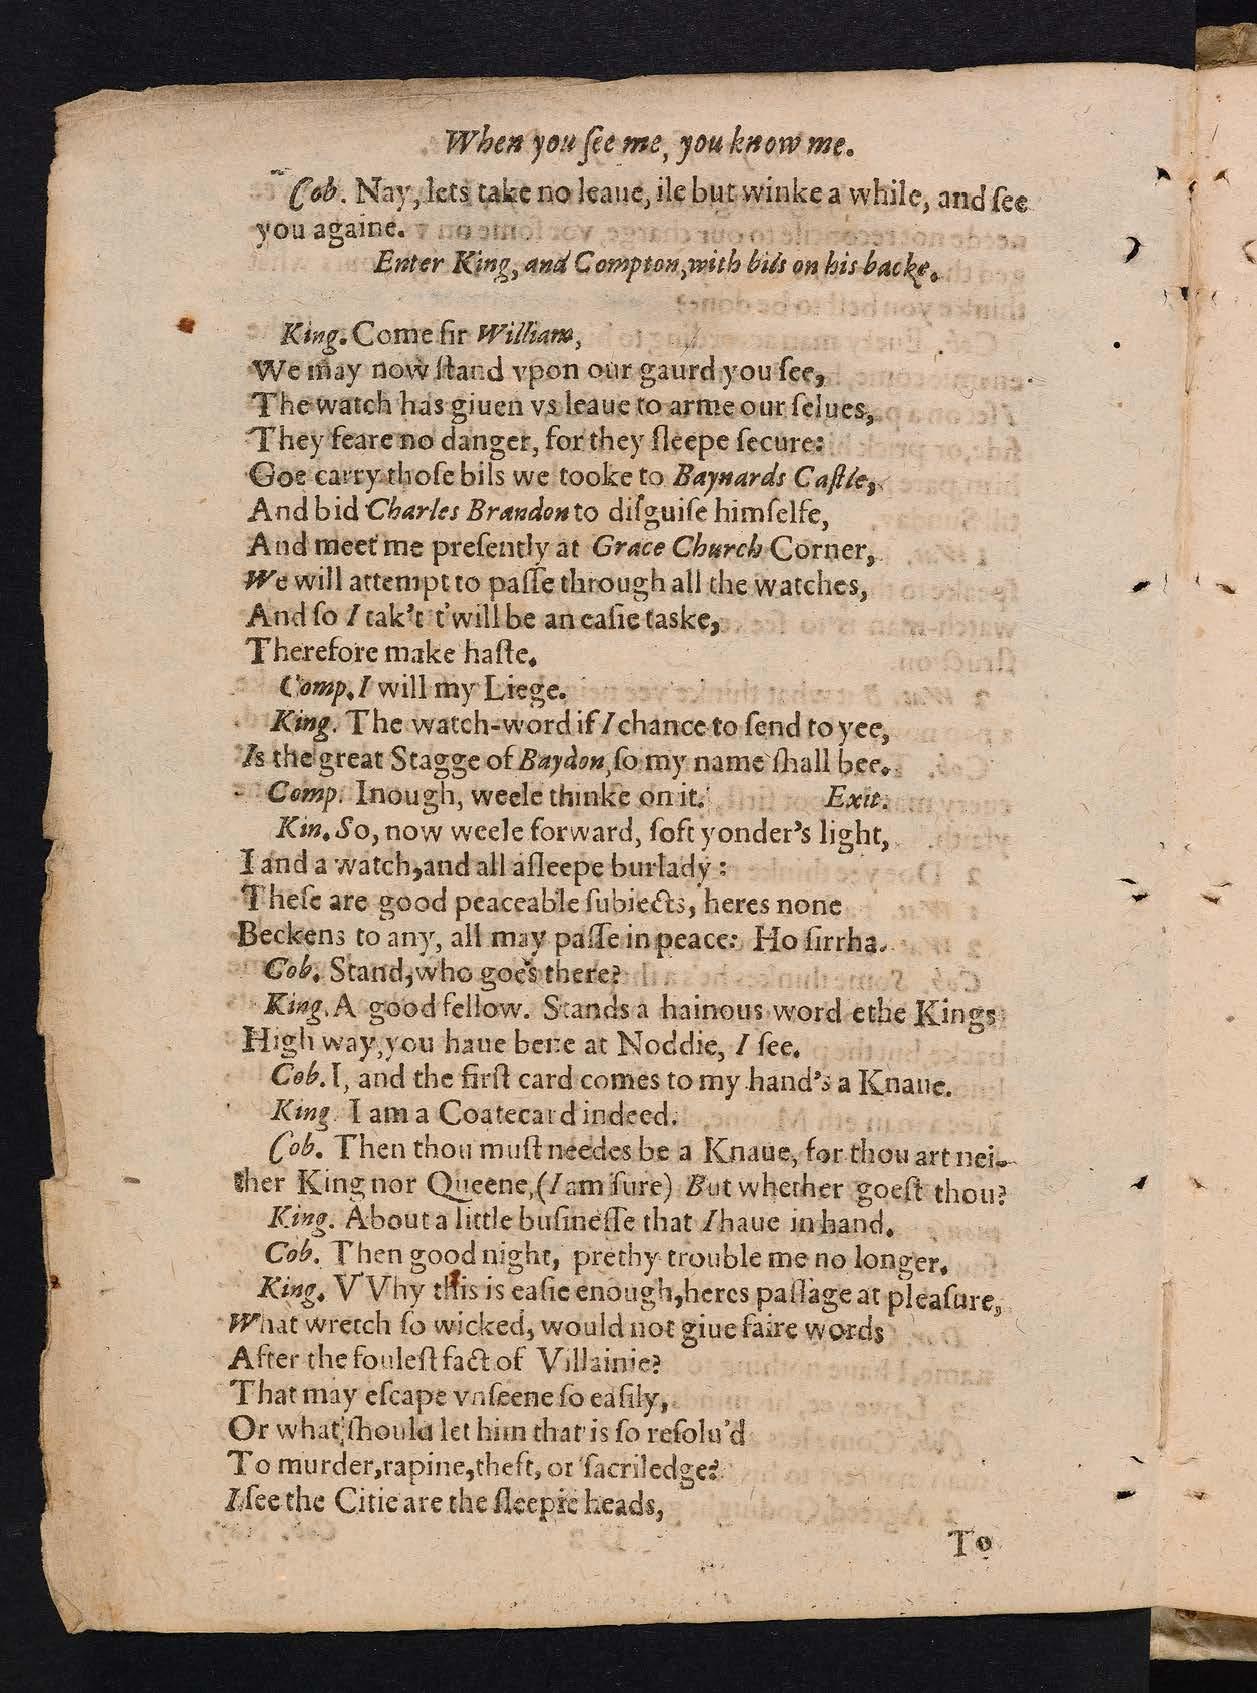 When you ſee me, you know me.
Cob. Nay, lets take no leaue, ile but winke a while, and ſee
you againe.
Enter King, and Compton, with bils on his backe.
King. Come ſir William,
We may now ſtand vpon our gaurd you ſee,
The watch has giuen vs leaue to arme our ſelues,
They feare no danger, for they ſleepe ſecure:
Goe carry thoſe bils we tooke to Baynards Caſtle,
And bid Charles Brandon to diſguiſe himſelfe,
And meet me preſently at Grace Church Corner,
We will attempt to paſſe through all the watches,
And ſo I tak't t'will be an eaſie taske,
Therefore make haſte.
Comp. I will my Liege.
King. The watch-word if I chance to ſend to yee,
Is the great Stagge of Baydon, ſo my name ſhall bee.
Comp. Inough, weele thinke on it. Exit.
Kin. So, now weele forward, ſoft yonder's light,
I and a watch, and all aſleepe burlady:
Theſe are good peaceable ſubiects, heres none
Beckens to any, all may paſſe in peace: Ho ſirrha.
Cob. Stand, who goes there?
King. A good fellow. Stands a hainous word ethe Kings
High way, you haue bene at Noddie, I ſee.
Cob. I, and the firſt card comes to my hand's a Knaue.
King. I am a Coatecard indeed.
Cob. Then thou muſt needes be a Knaue, for thou art nei-
ther King nor Queene, (I am ſure) But whether goeſt thou?
King. About a little buſineſſe that I haue in hand.
Cob. Then good night, prethy trouble me no longer.
King. VVhy this is eaſie enough, heres paſſage at pleaſure,
What wretch ſo wicked, would not giue faire words
After the fouleſt fact of Villainie?
That may eſcape vnſeene ſo eaſily,
Or what ſhould let him that is ſo reſolu'd
To murder, rapine, theft, or ſacriledge?
I ſee the Citie are the ſleepie heads,
To